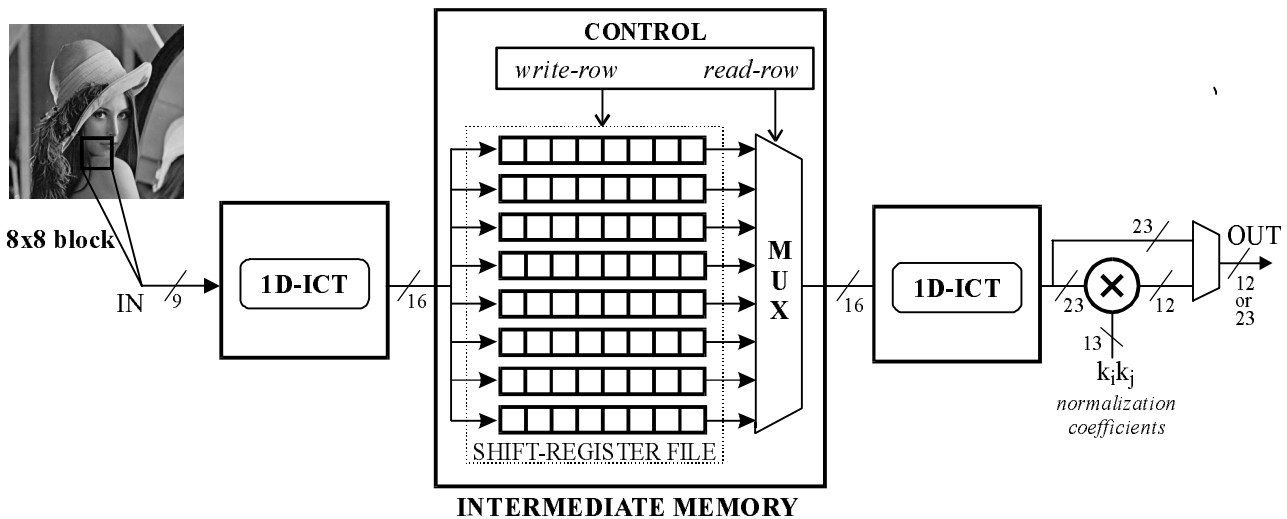 CONTROL
write-row read-row
8x8 block
IN
9
1D-ICT
16
M
U
X
SHIFT-REGISTER FILE
INTERMEDIATE MEMORY
16
1D-ICT
23
23
13
kikj
normalization
coefficients
12
OUT
12
or
23